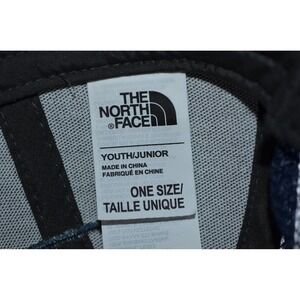 THE
NORTH
FACE
YOUTH/JUNIOR
MADE IN CHINA
FABRIQUÉ EN CHINE
ONE SIZE/
TAILLE UNIQUE